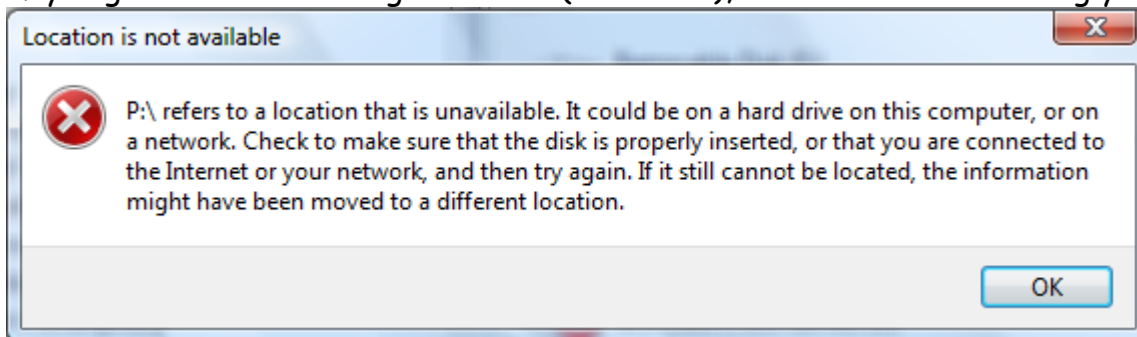 Location is not available
P:\ refers to a location that is unavailable. It could be on a hard drive on this computer, or on
a network. Check to make sure that the disk is properly inserted, or that you are connected to
the Internet or your network, and then try again. If it still cannot be located, the information
might have been moved to a different location.
OK